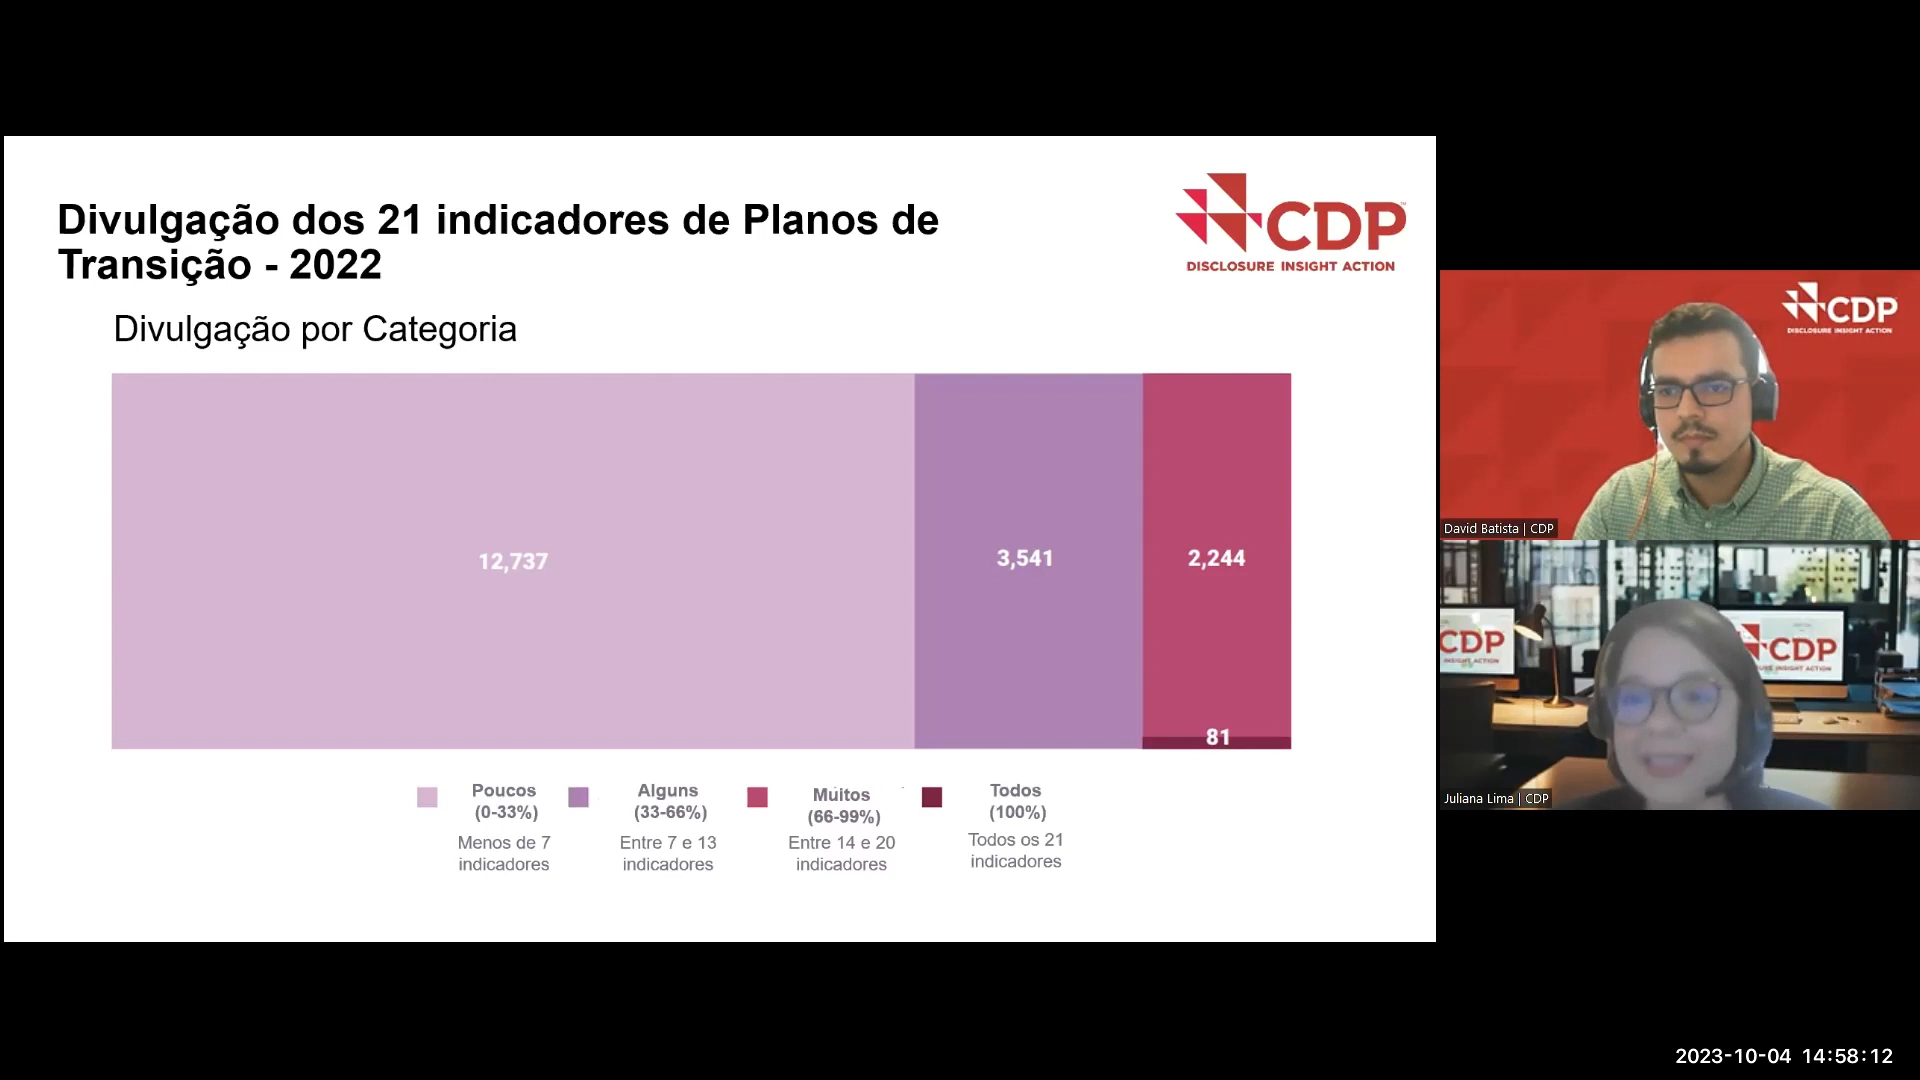 Divulgação dos 21 indicadores de Planos de
Transição - 2022
CDP
DISCLOSURE INSIGHT ACTION
Divulgação por Categoria
12,737
3,541
2,244
81
Poucos
(0-33%)
Menos de 7
indicadores
Alguns
(33-66%)
Entre 7 e 13
indicadores
Muitos
(66-99%)
Entre 14 e 20
indicadores
Todos
(100%)
Todos os 21
indicadores
CDP
DISCLOSURE INSIGHT ACTION
David Batista | CDP
CDP
INSIGHT ACTION
CDP
INSIGHT ACTION
Juliana Lima | CDP
2023-10-04 14:58:12